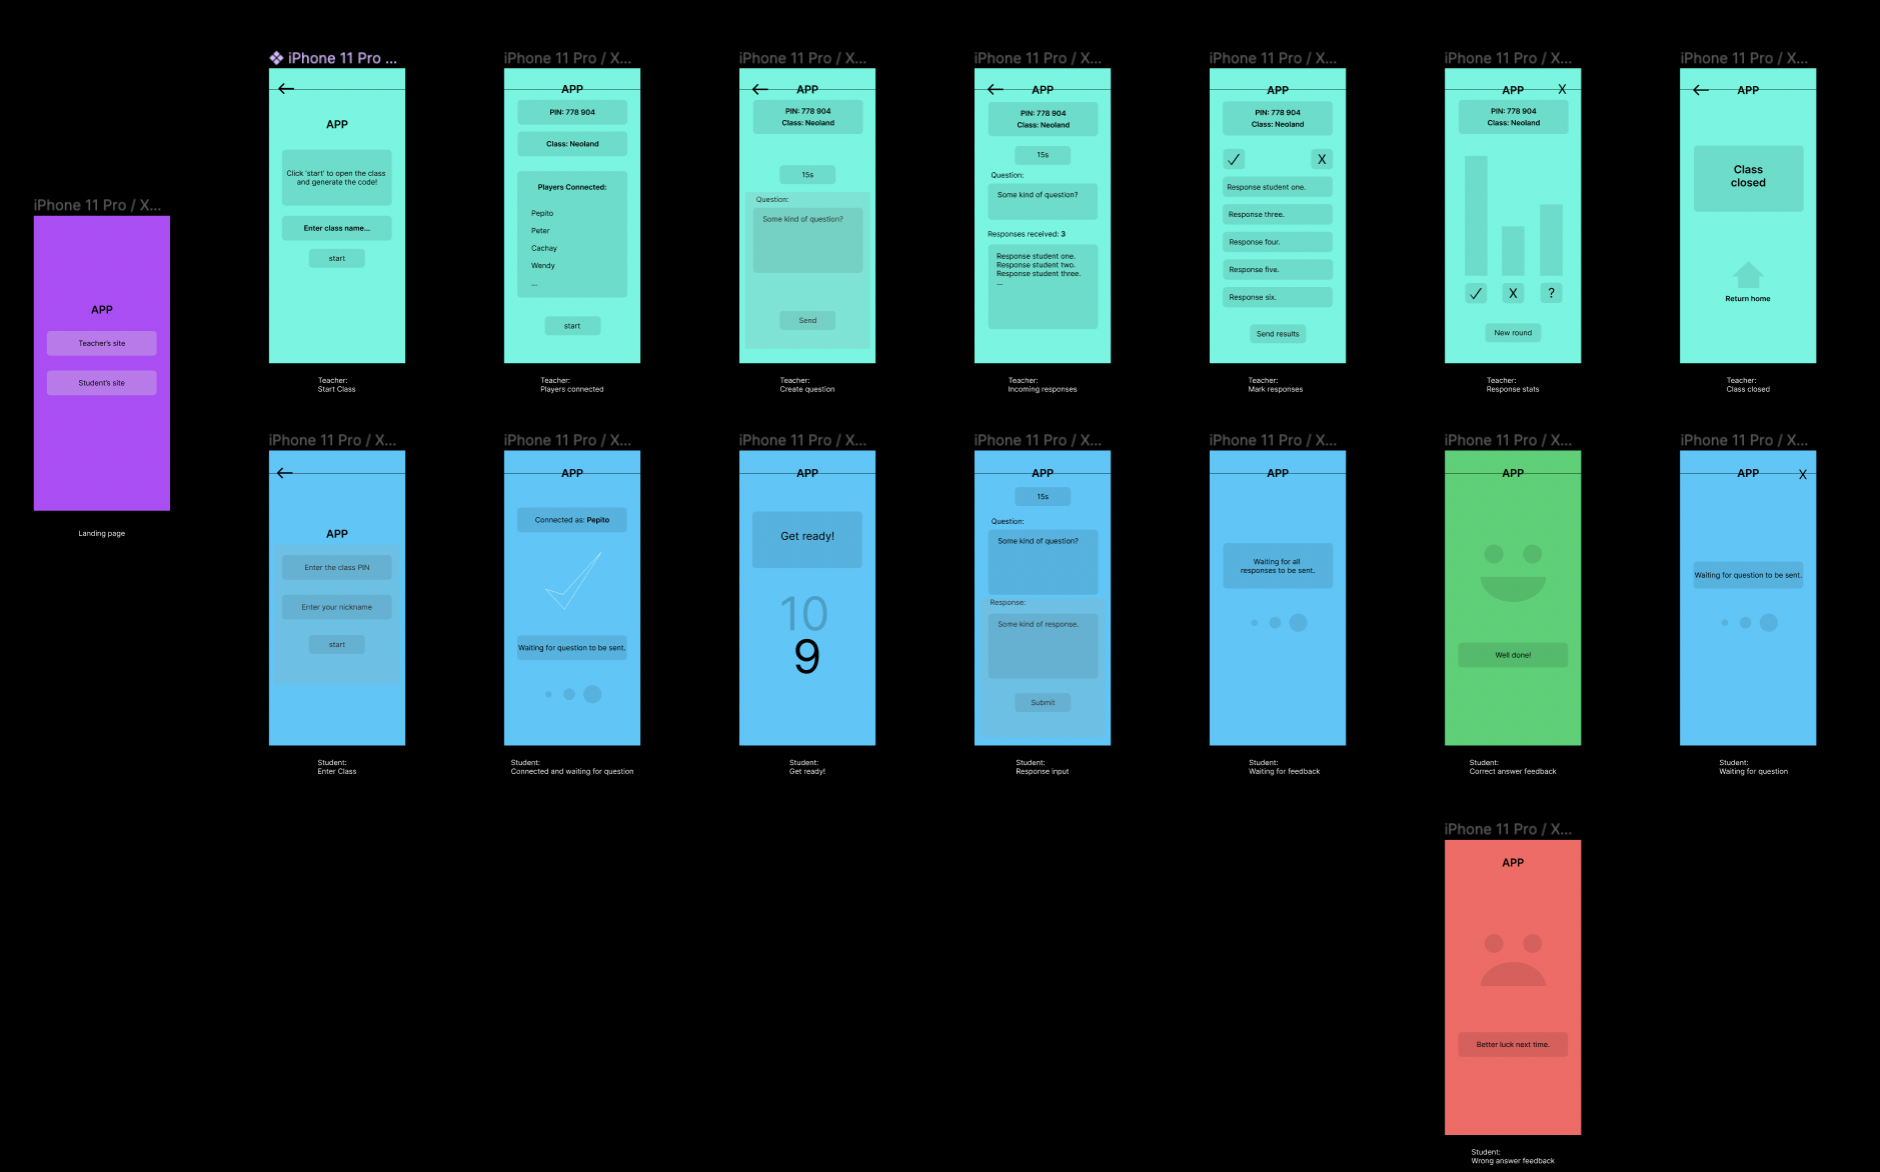 iPhone 11 Pro / X...
APP
Teacher's site
Student's site
Landing page
iPhone 11 Pro ...
APP
Click 'start' to open the class
and generate the code!
Enter class name...
start
Teacher:
Start Class
iPhone 11 Pro / X...
APP
PIN: 778 904
Class: Neoland
Players Connected:
Pepito
Peter
Cachay
Wendy
...
start
Teacher:
Players connected
iPhone 11 Pro / X...
APP
PIN: 778 904
Class: Neoland
15s
Question:
Some kind of question?
Send
Teacher:
Create question
iPhone 11 Pro / X...
APP
PIN: 778 904
Class: Neoland
15s
Question:
Some kind of question?
Responses received: 3
Response student one.
Response student two.
Response student three.
...
Teacher:
Incoming responses
iPhone 11 Pro / X...
APP
PIN: 778 904
Class: Neoland
X
Response student one.
Response three.
Response four.
Response five.
Response six.
Send results
Teacher:
Mark responses
iPhone 11 Pro / X...
APP X
PIN: 778 904
Class: Neoland
X ?
New round
Teacher:
Response stats
iPhone 11 Pro / X...
APP
Class
closed
Return home
Teacher:
Class closed
iPhone 11 Pro / X...
APP
Enter the class PIN
Enter your nickname
start
Student:
Enter Class
iPhone 11 Pro / X...
APP
Connected as: Pepito
Waiting for question to be sent.
Student:
Connected and waiting for question
iPhone 11 Pro / X...
APP
Get ready!
10
9
Student:
Get ready!
iPhone 11 Pro / X...
APP
15s
Question:
Some kind of question?
Response:
Some kind of response.
Submit
Student:
Response input
iPhone 11 Pro / X...
APP
Waiting for all
responses to be sent.
Student:
Waiting for feedback
iPhone 11 Pro / X...
APP
Well done!
Student:
Correct answer feedback
iPhone 11 Pro / X...
APP X
Waiting for question to be sent.
Student:
Waiting for question
iPhone 11 Pro / X...
APP
Better luck next time.
Student:
Wrong answer feedback